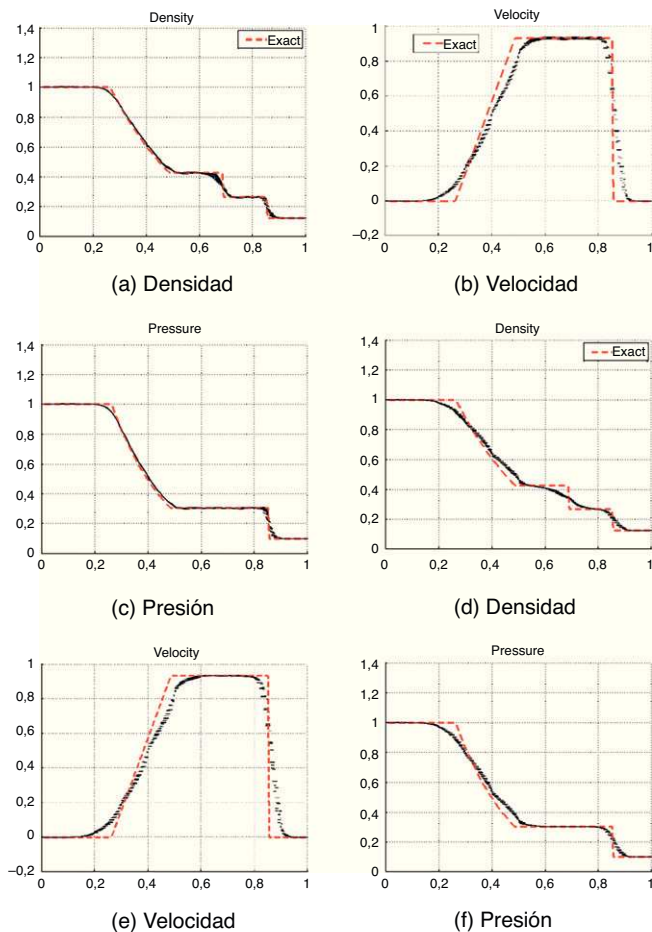 Density
Exact
1,4
1,2
1
0,8
0,6
0,4
0,2
0
0 0,2 0,4 0,6 0,8 1
(a) Densidad
Velocity
Exact
1
0,8
0,6
0,4
0,2
0
−0,2
0 0,2 0,4 0,6 0,8 1
(b) Velocidad
Pressure
1,4
1,2
1
0,8
0,6
0,4
0,2
0
0 0,2 0,4 0,6 0,8 1
(c) Presión
Density
Exact
1,4
1,2
1
0,8
0,6
0,4
0,2
0
0 0,2 0,4 0,6 0,8 1
(d) Densidad
Velocity
1
0,8
0,6
0,4
0,2
0
−0,2
0 0,2 0,4 0,6 0,8 1
(e) Velocidad
Pressure
1,4
1,2
1
0,8
0,6
0,4
0,2
0
0 0,2 0,4 0,6 0,8 1
(f) Presión